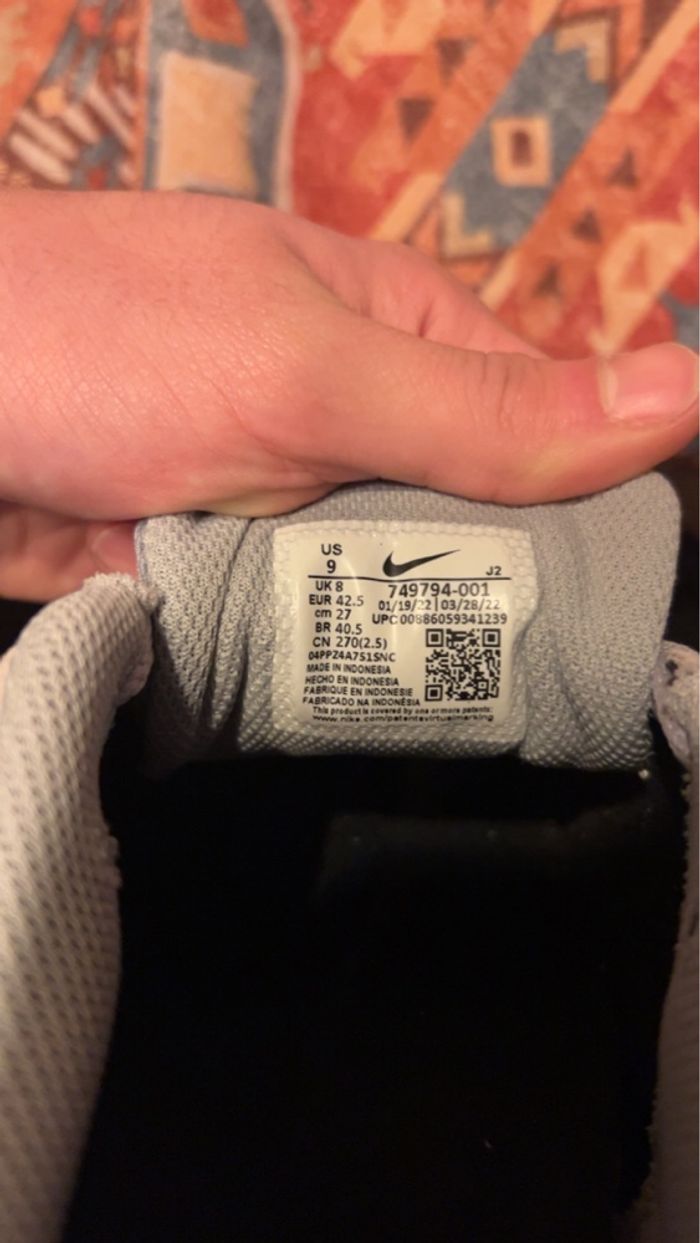 US
9
J2
UK 8
EUR 42.5
cm 27
BR 40.5
CN 270(2.5)
04PPZ4A7S1SNC
749794-001
01/19/22 | 03/28/22
UPC 00886059341239
MADE IN INDONESIA
HECHO EN INDONESIA
FABRIQUE EN INDONESIE
FABRICADO NA INDONÉSIA
This product is covered by one or more patents:
www.nike.com/patentsvirtualmarking